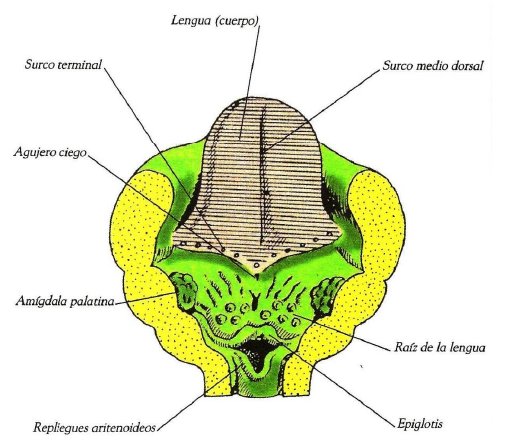 Lengua (cuerpo)
Surco terminal
Surco medio dorsal
Agujero ciego
Amígdala palatina
Raíz de la lengua
Repliegues aritenoideos
Epiglotis